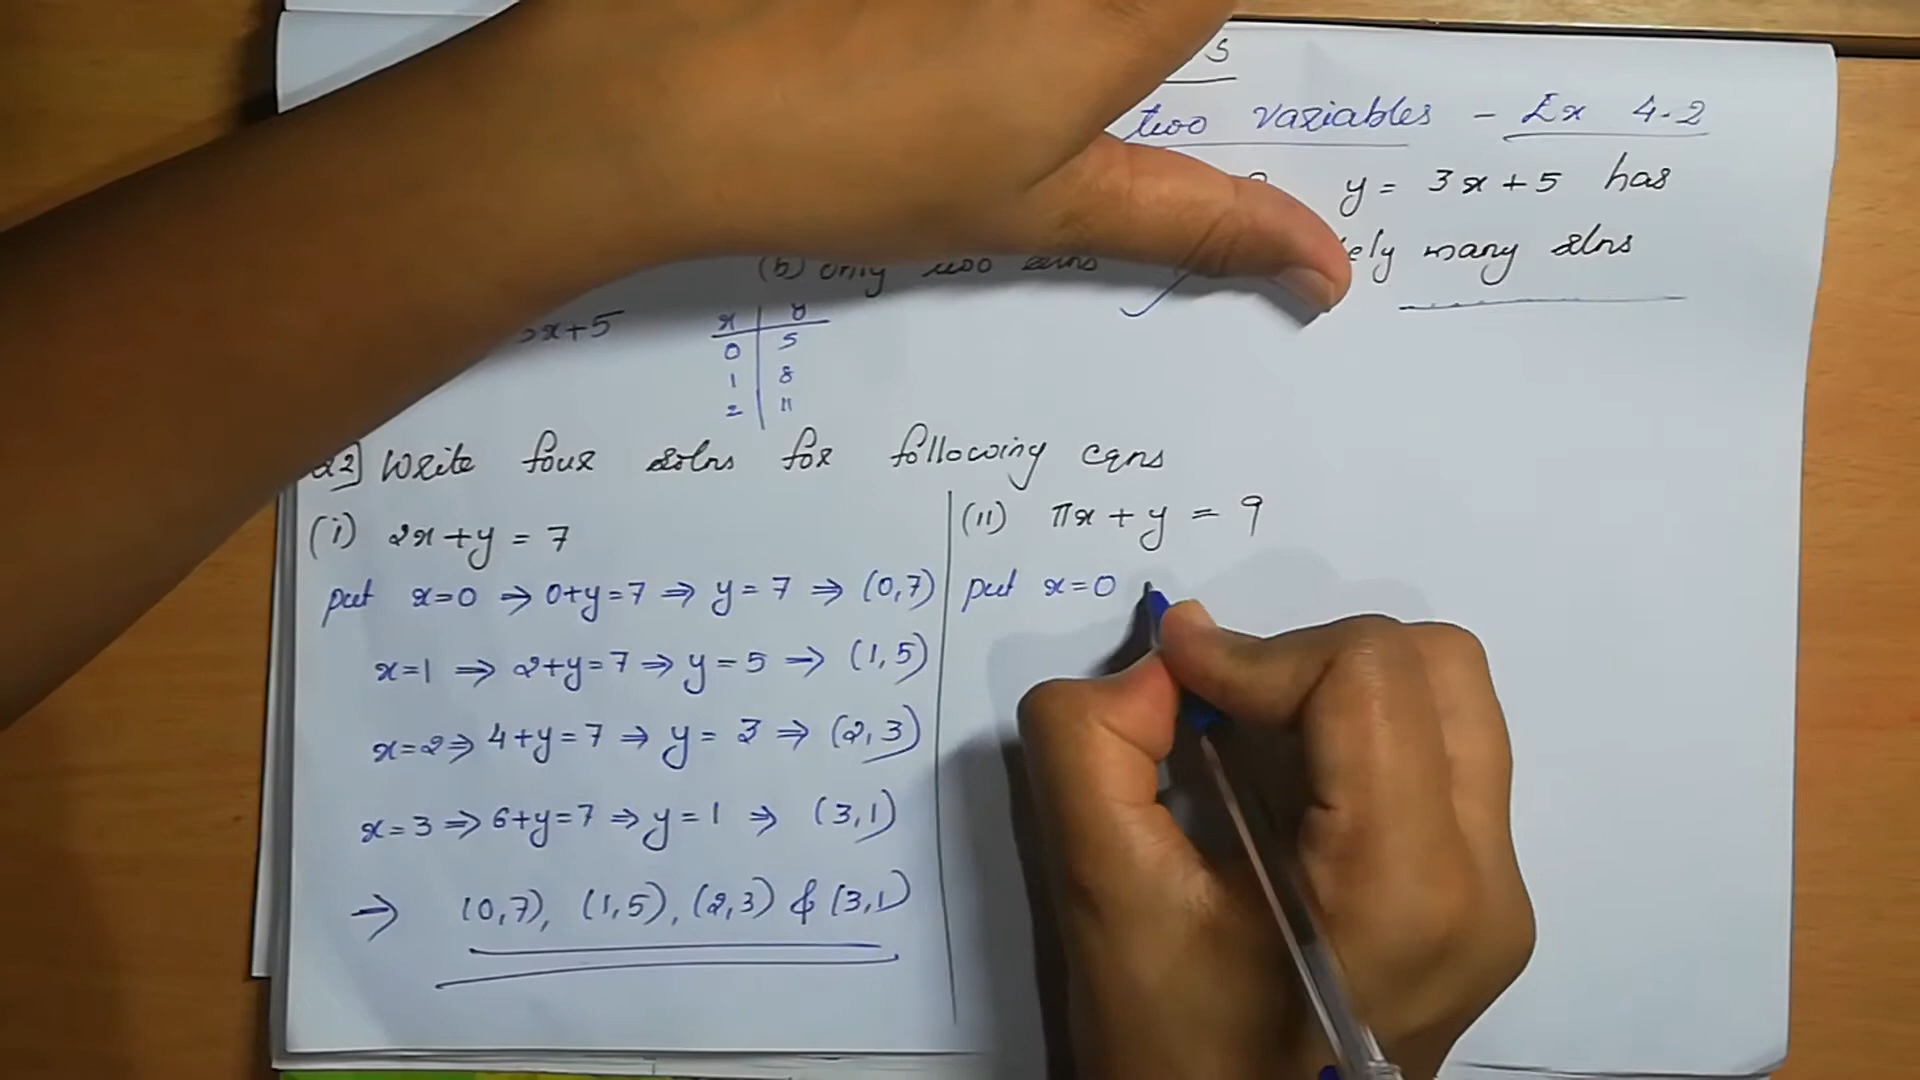 S
two variables - Ex 4.2
y = 3x+5 has
ely many slns
(b) only two
x+5
x | y
0 | 5
1 | 8
2 | 11
Q2] Write four solns for following eqns
(i) 2x+y = 7
put x=0 ⇒ 0+y=7 ⇒ y=7 ⇒ (0,7)
x=1 ⇒ 2+y=7 ⇒ y=5 → (1,5)
x=2 ⇒ 4+y=7 ⇒ y=3 ⇒ (2,3)
x=3 ⇒ 6+y=7 ⇒ y=1 ⇒ (3,1)
→ (0,7), (1,5), (2,3) & (3,1)
(ii) πx+y = 9
put x=0